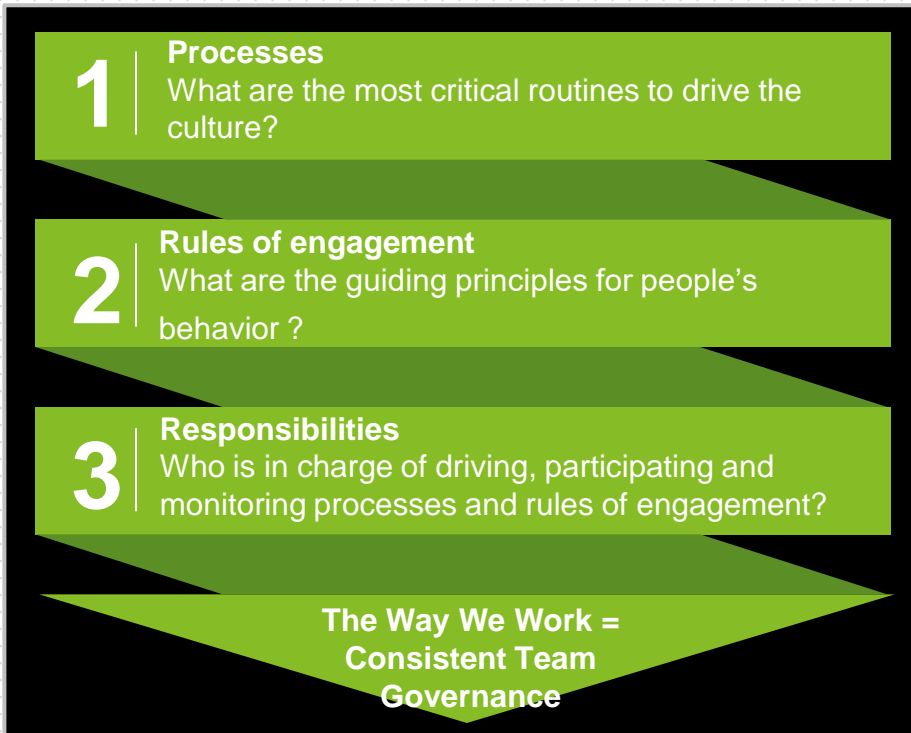 1
Processes
What are the most critical routines to drive the
culture?
2
Rules of engagement
What are the guiding principles for people's
behavior ?
3
Responsibilities
Who is in charge of driving, participating and
monitoring processes and rules of engagement?
The Way We Work =
Consistent Team
Governance